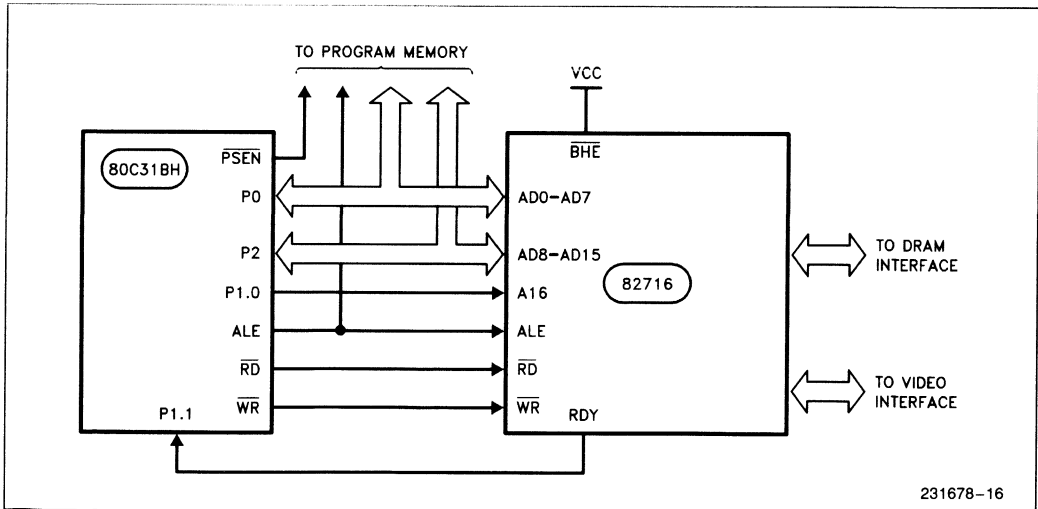 TO PROGRAM MEMORY
VCC
80C31BH
PSEN
P0
P2
P1.0
ALE
RD
WR
P1.1
BHE
AD0–AD7
AD8–AD15
A16
ALE
RD
WR
RDY
82716
TO DRAM
INTERFACE
TO VIDEO
INTERFACE
231678–16